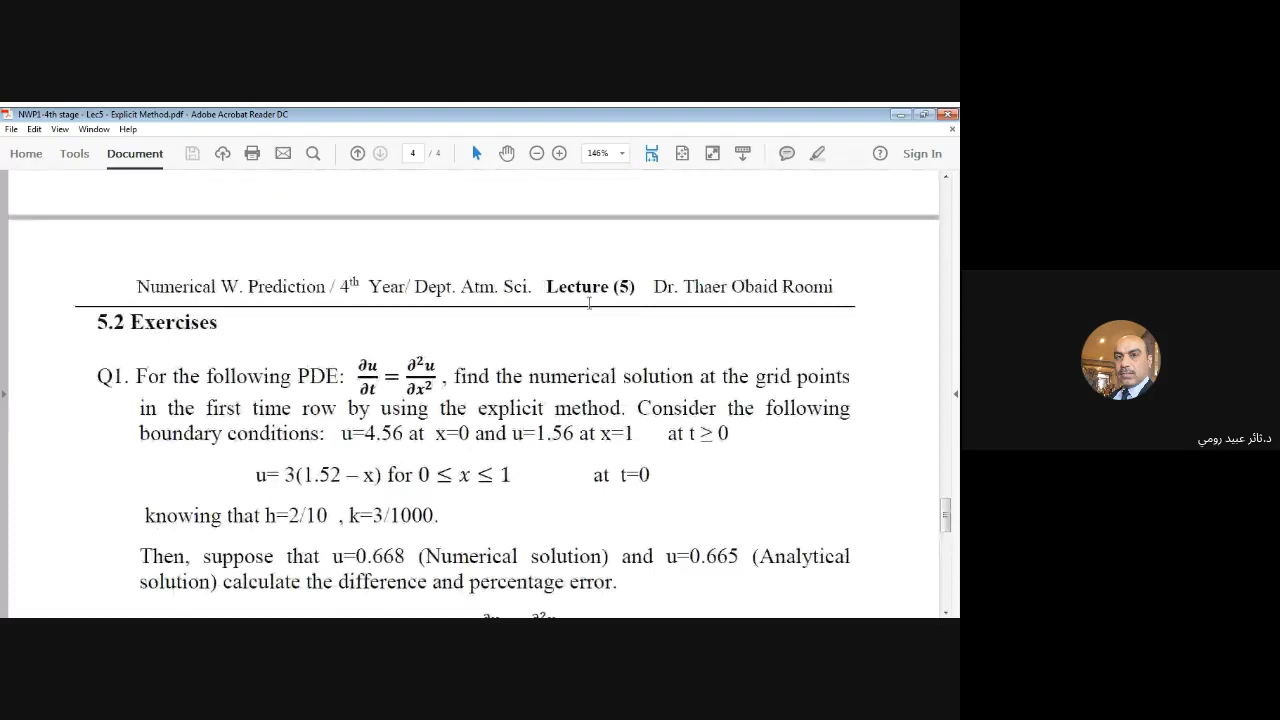 NWP1-4th stage - Lec5 - Explicit Method.pdf - Adobe Acrobat Reader DC
File Edit View Window Help
Home Tools Document 4 / 4 146% Sign In
Numerical W. Prediction / 4th Year/ Dept. Atm. Sci. Lecture (5) Dr. Thaer Obaid Roomi
5.2 Exercises
Q1. For the following PDE: ∂u/∂t = ∂²u/∂x² , find the numerical solution at the grid points
in the first time row by using the explicit method. Consider the following
boundary conditions: u=4.56 at x=0 and u=1.56 at x=1 at t ≥ 0
u= 3(1.52 – x) for 0 ≤ x ≤ 1 at t=0
knowing that h=2/10 , k=3/1000.
Then, suppose that u=0.668 (Numerical solution) and u=0.665 (Analytical
solution) calculate the difference and percentage error.
د.ثائر عبيد رومي